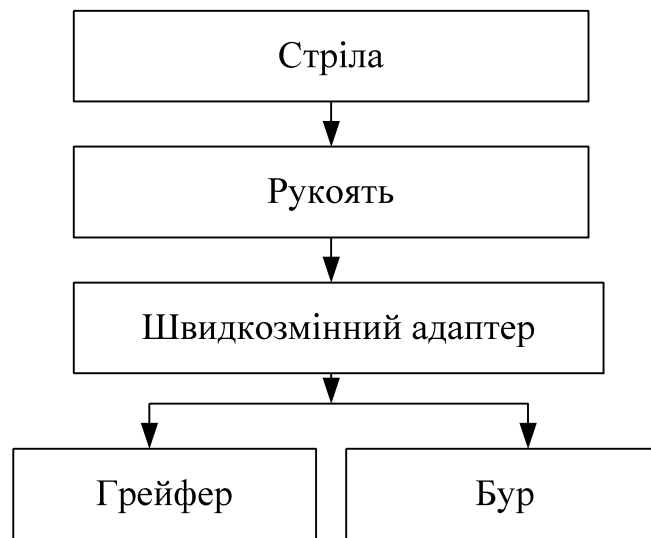 Стріла
Рукоять
Швидкозмінний адаптер
Грейфер
Бур